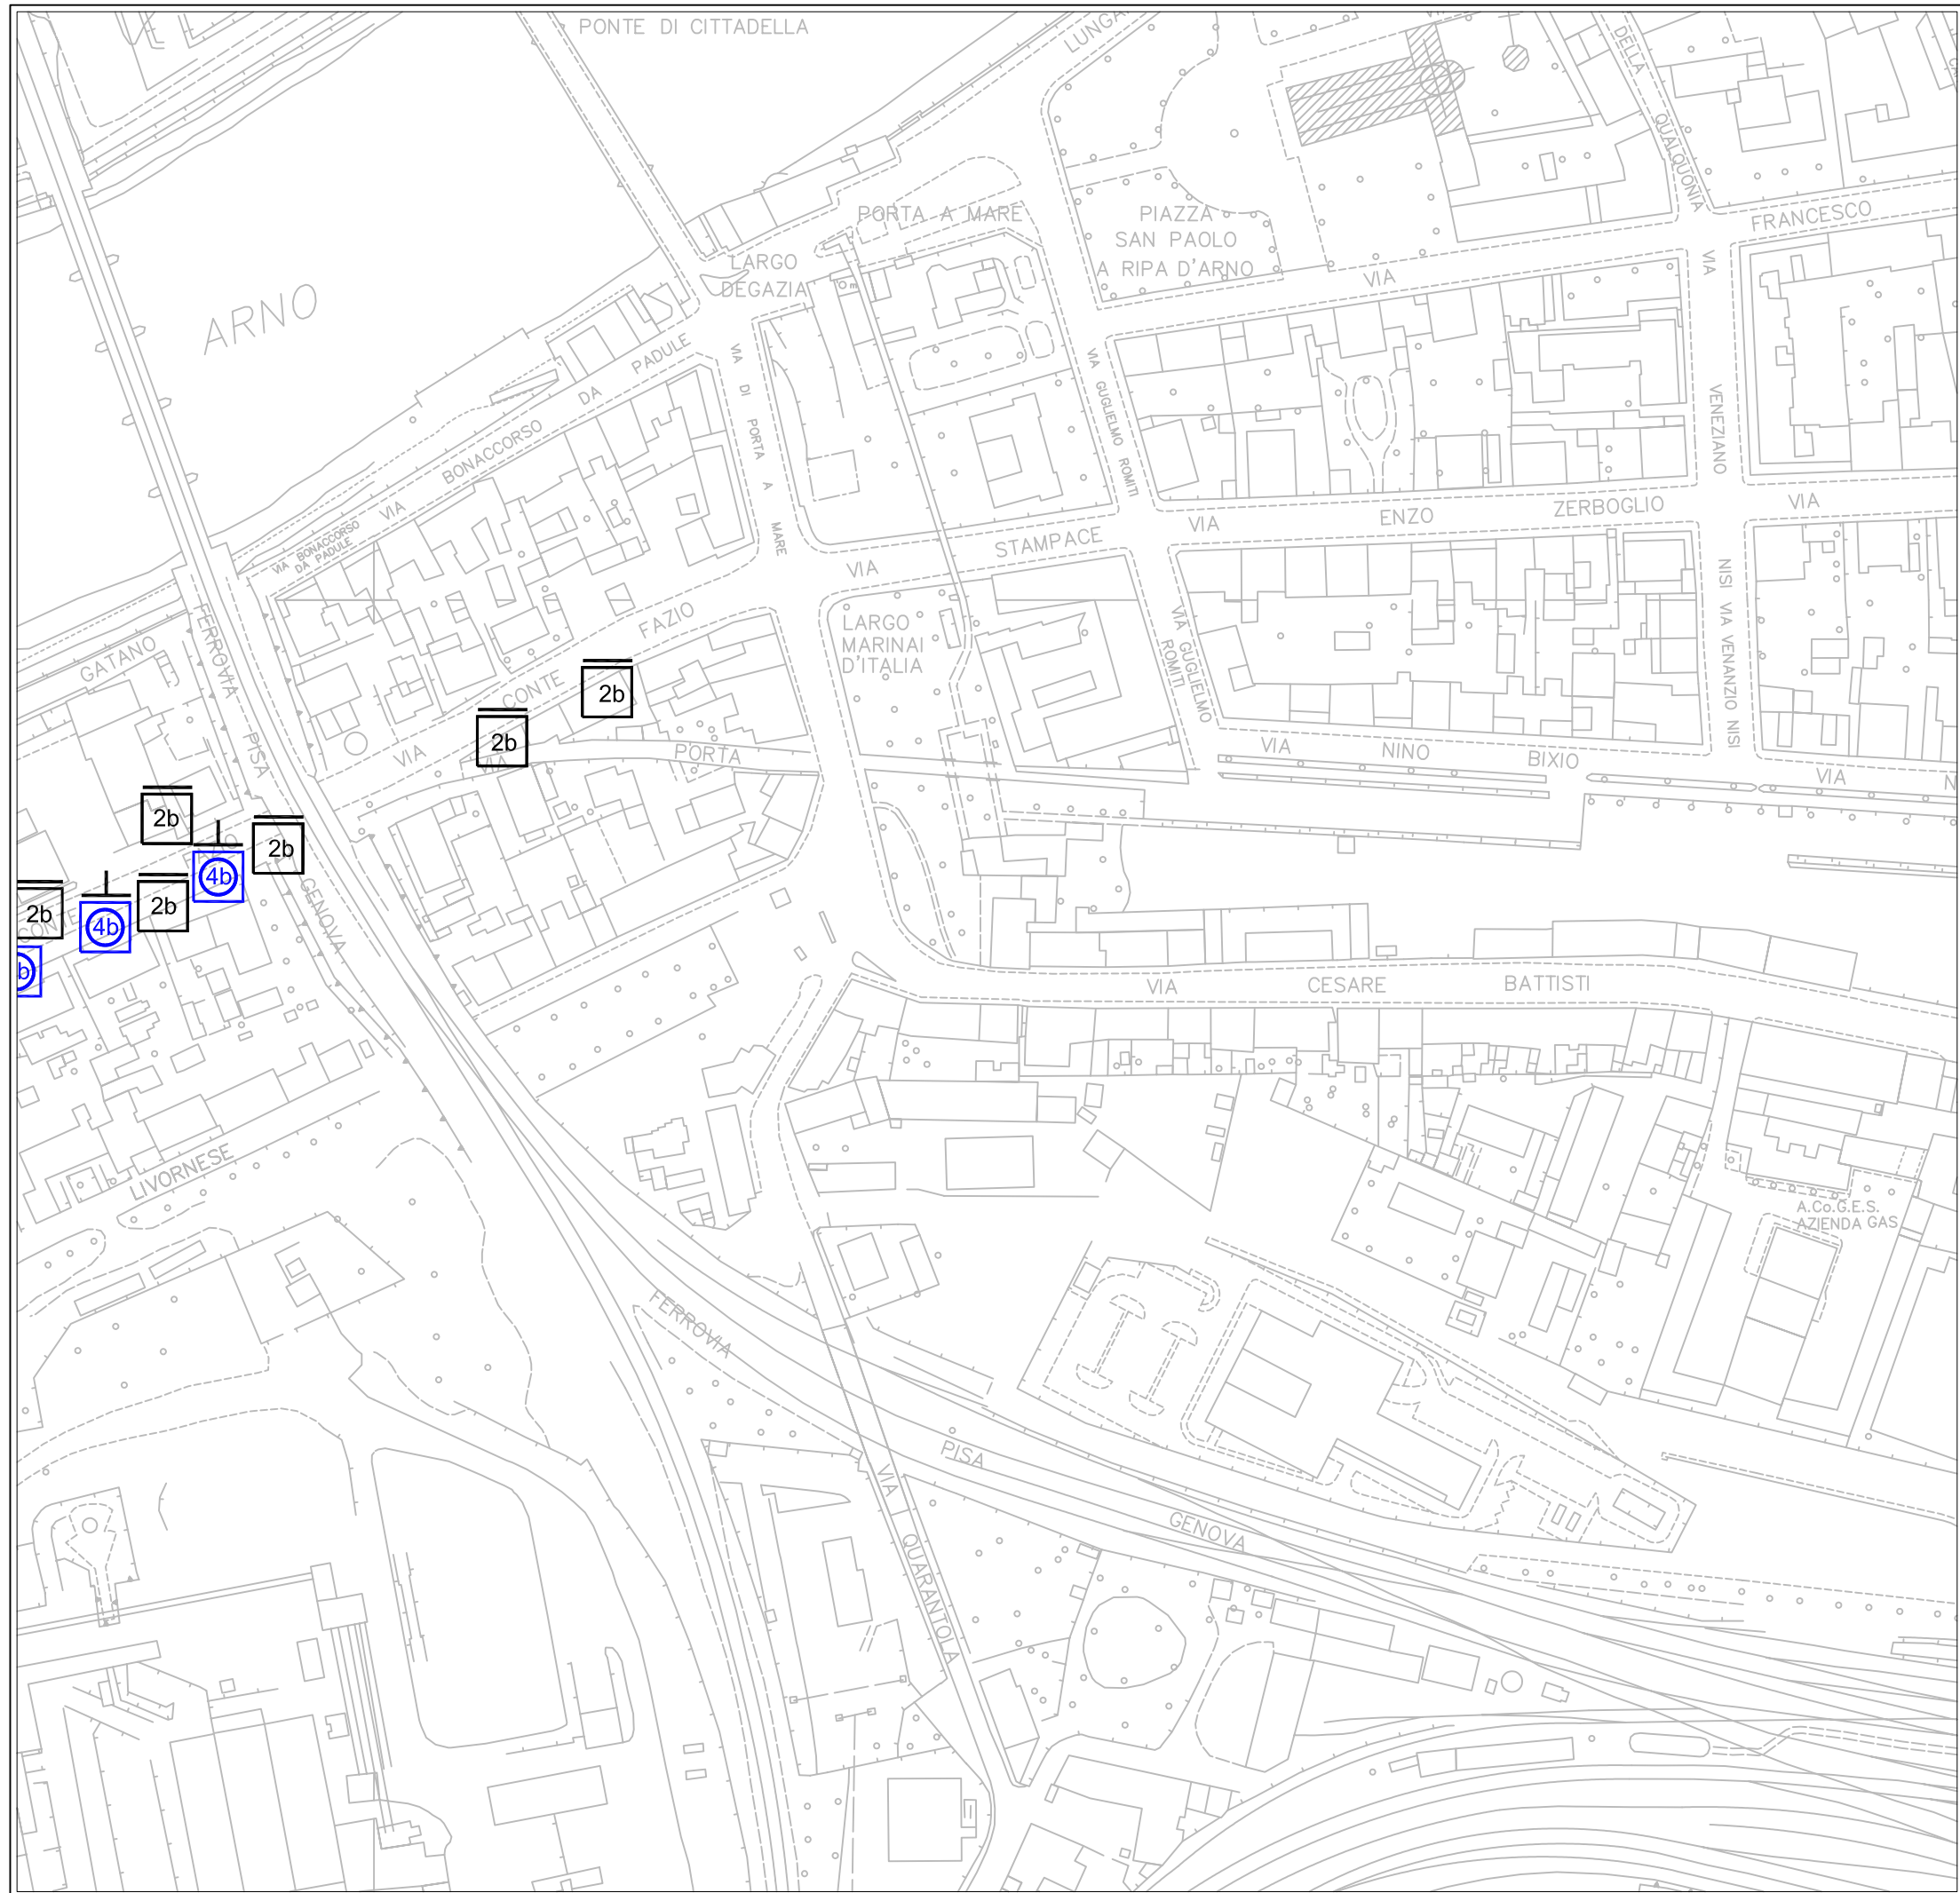 PONTE DI CITTADELLA
DELLA
QUALQUONIA
PORTA A MARE
PIAZZA
SAN PAOLO
A RIPA D'ARNO
FRANCESCO
VIA
VIA
LARGO
DEGAZIA
ARNO
VIA BONACCORSO DA PADULE
VIA BONACCORSO
DA PADULE
VIA DI PORTA A MARE
VIA GUGLIELMO ROMITI
VENEZIANO
VIA ENZO ZERBOGLIO
VIA
VIA STAMPACE
NISI VIA VENANZIO NISI
LARGO
MARINAI
D'ITALIA
VIA GUGLIELMO
ROMITI
GATANO
FERROVIA
PISA
GENOVA
VIA CONTE FAZIO
2b
2b
VIA PORTA
VIA NINO BIXIO
VIA N
2b
2b
FAZIO
4b
2b
2b
4b
CONTE
b
VIA CESARE BATTISTI
LIVORNESE
A.Co.G.E.S.
AZIENDA GAS
FERROVIA
PISA
GENOVA
VIA QUARANTOLA